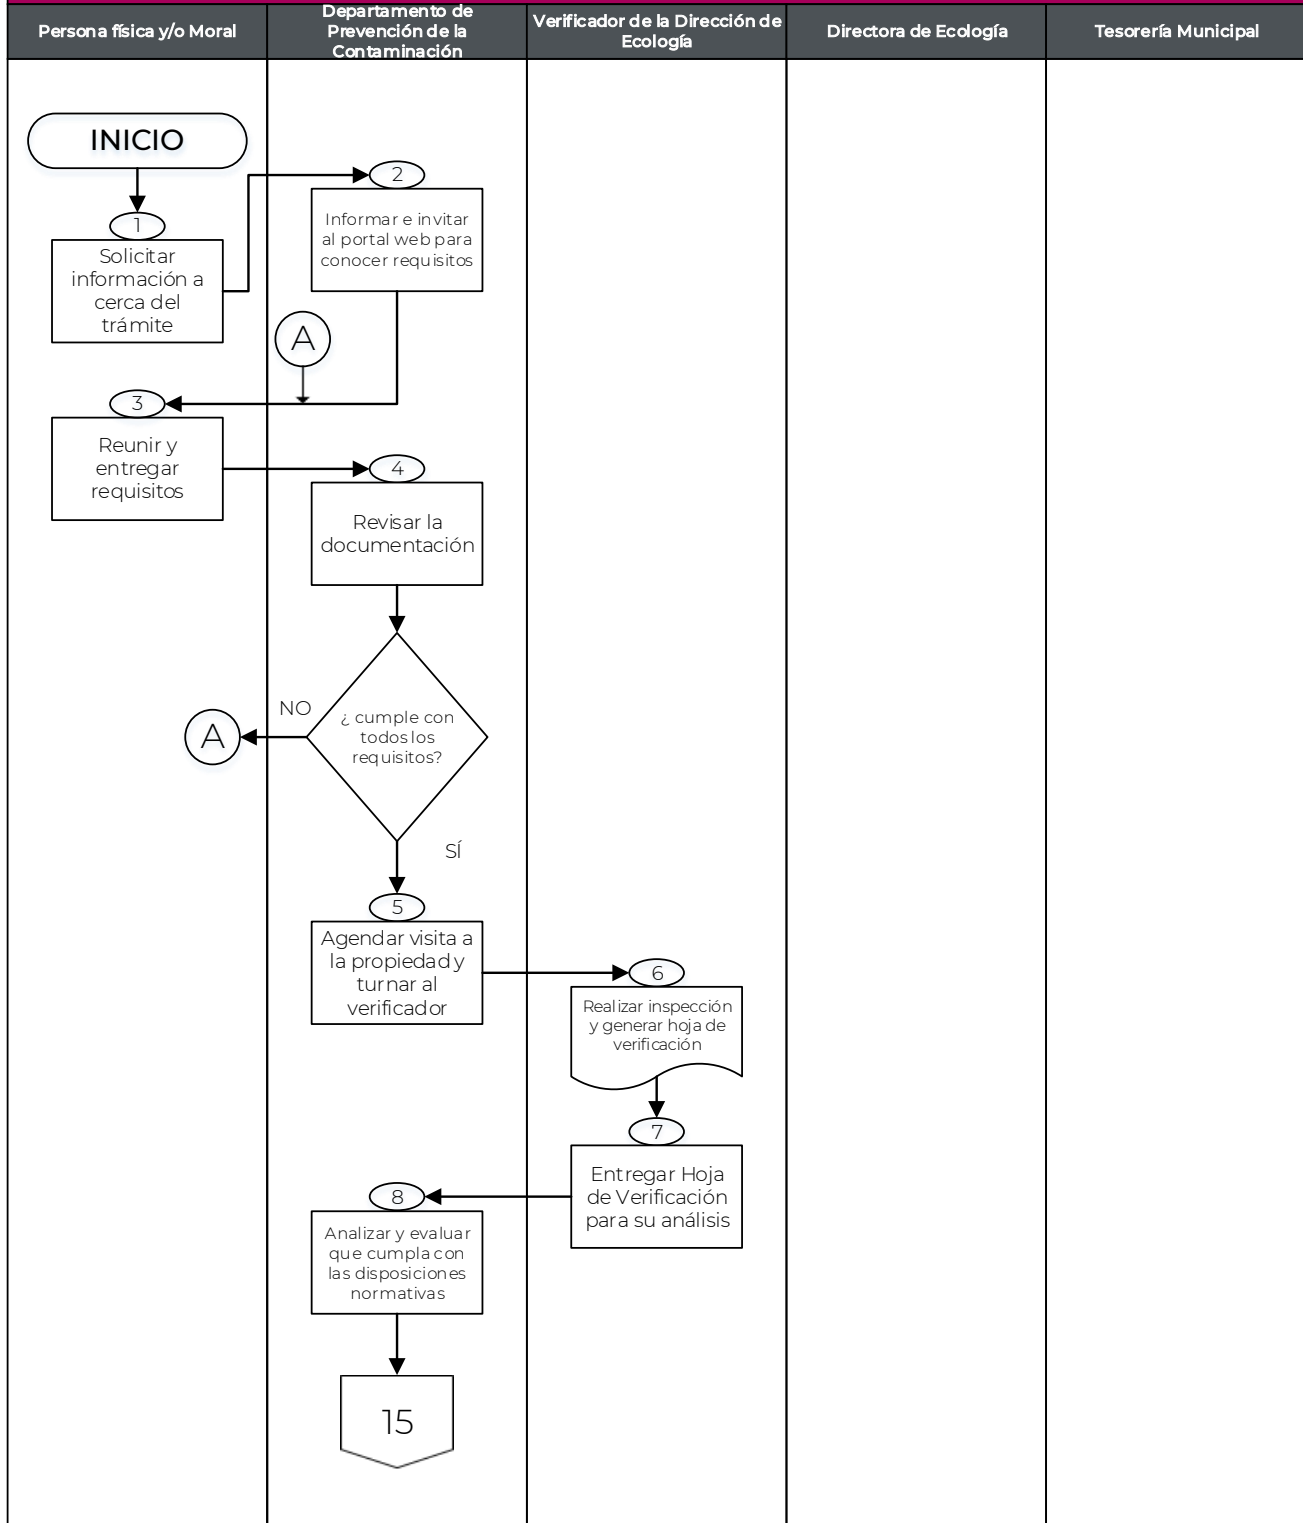 Persona física y/o Moral
Departamento de
Prevención de la
Contaminación
Verificador de la Dirección de
Ecología
Directora de Ecología
Tesorería Municipal
INICIO
1
Solicitar
información a
cerca del
trámite
2
Informar e invitar
al portal web para
conocer requisitos
A
3
Reunir y
entregar
requisitos
4
Revisar la
documentación
¿ cumple con
todos los
requisitos?
NO
A
SÍ
5
Agendar visita a
la propiedad y
turnar al
verificador
6
Realizar inspección
y generar hoja de
verificación
7
Entregar Hoja
de Verificación
para su análisis
8
Analizar y evaluar
que cumpla con
las disposiciones
normativas
15